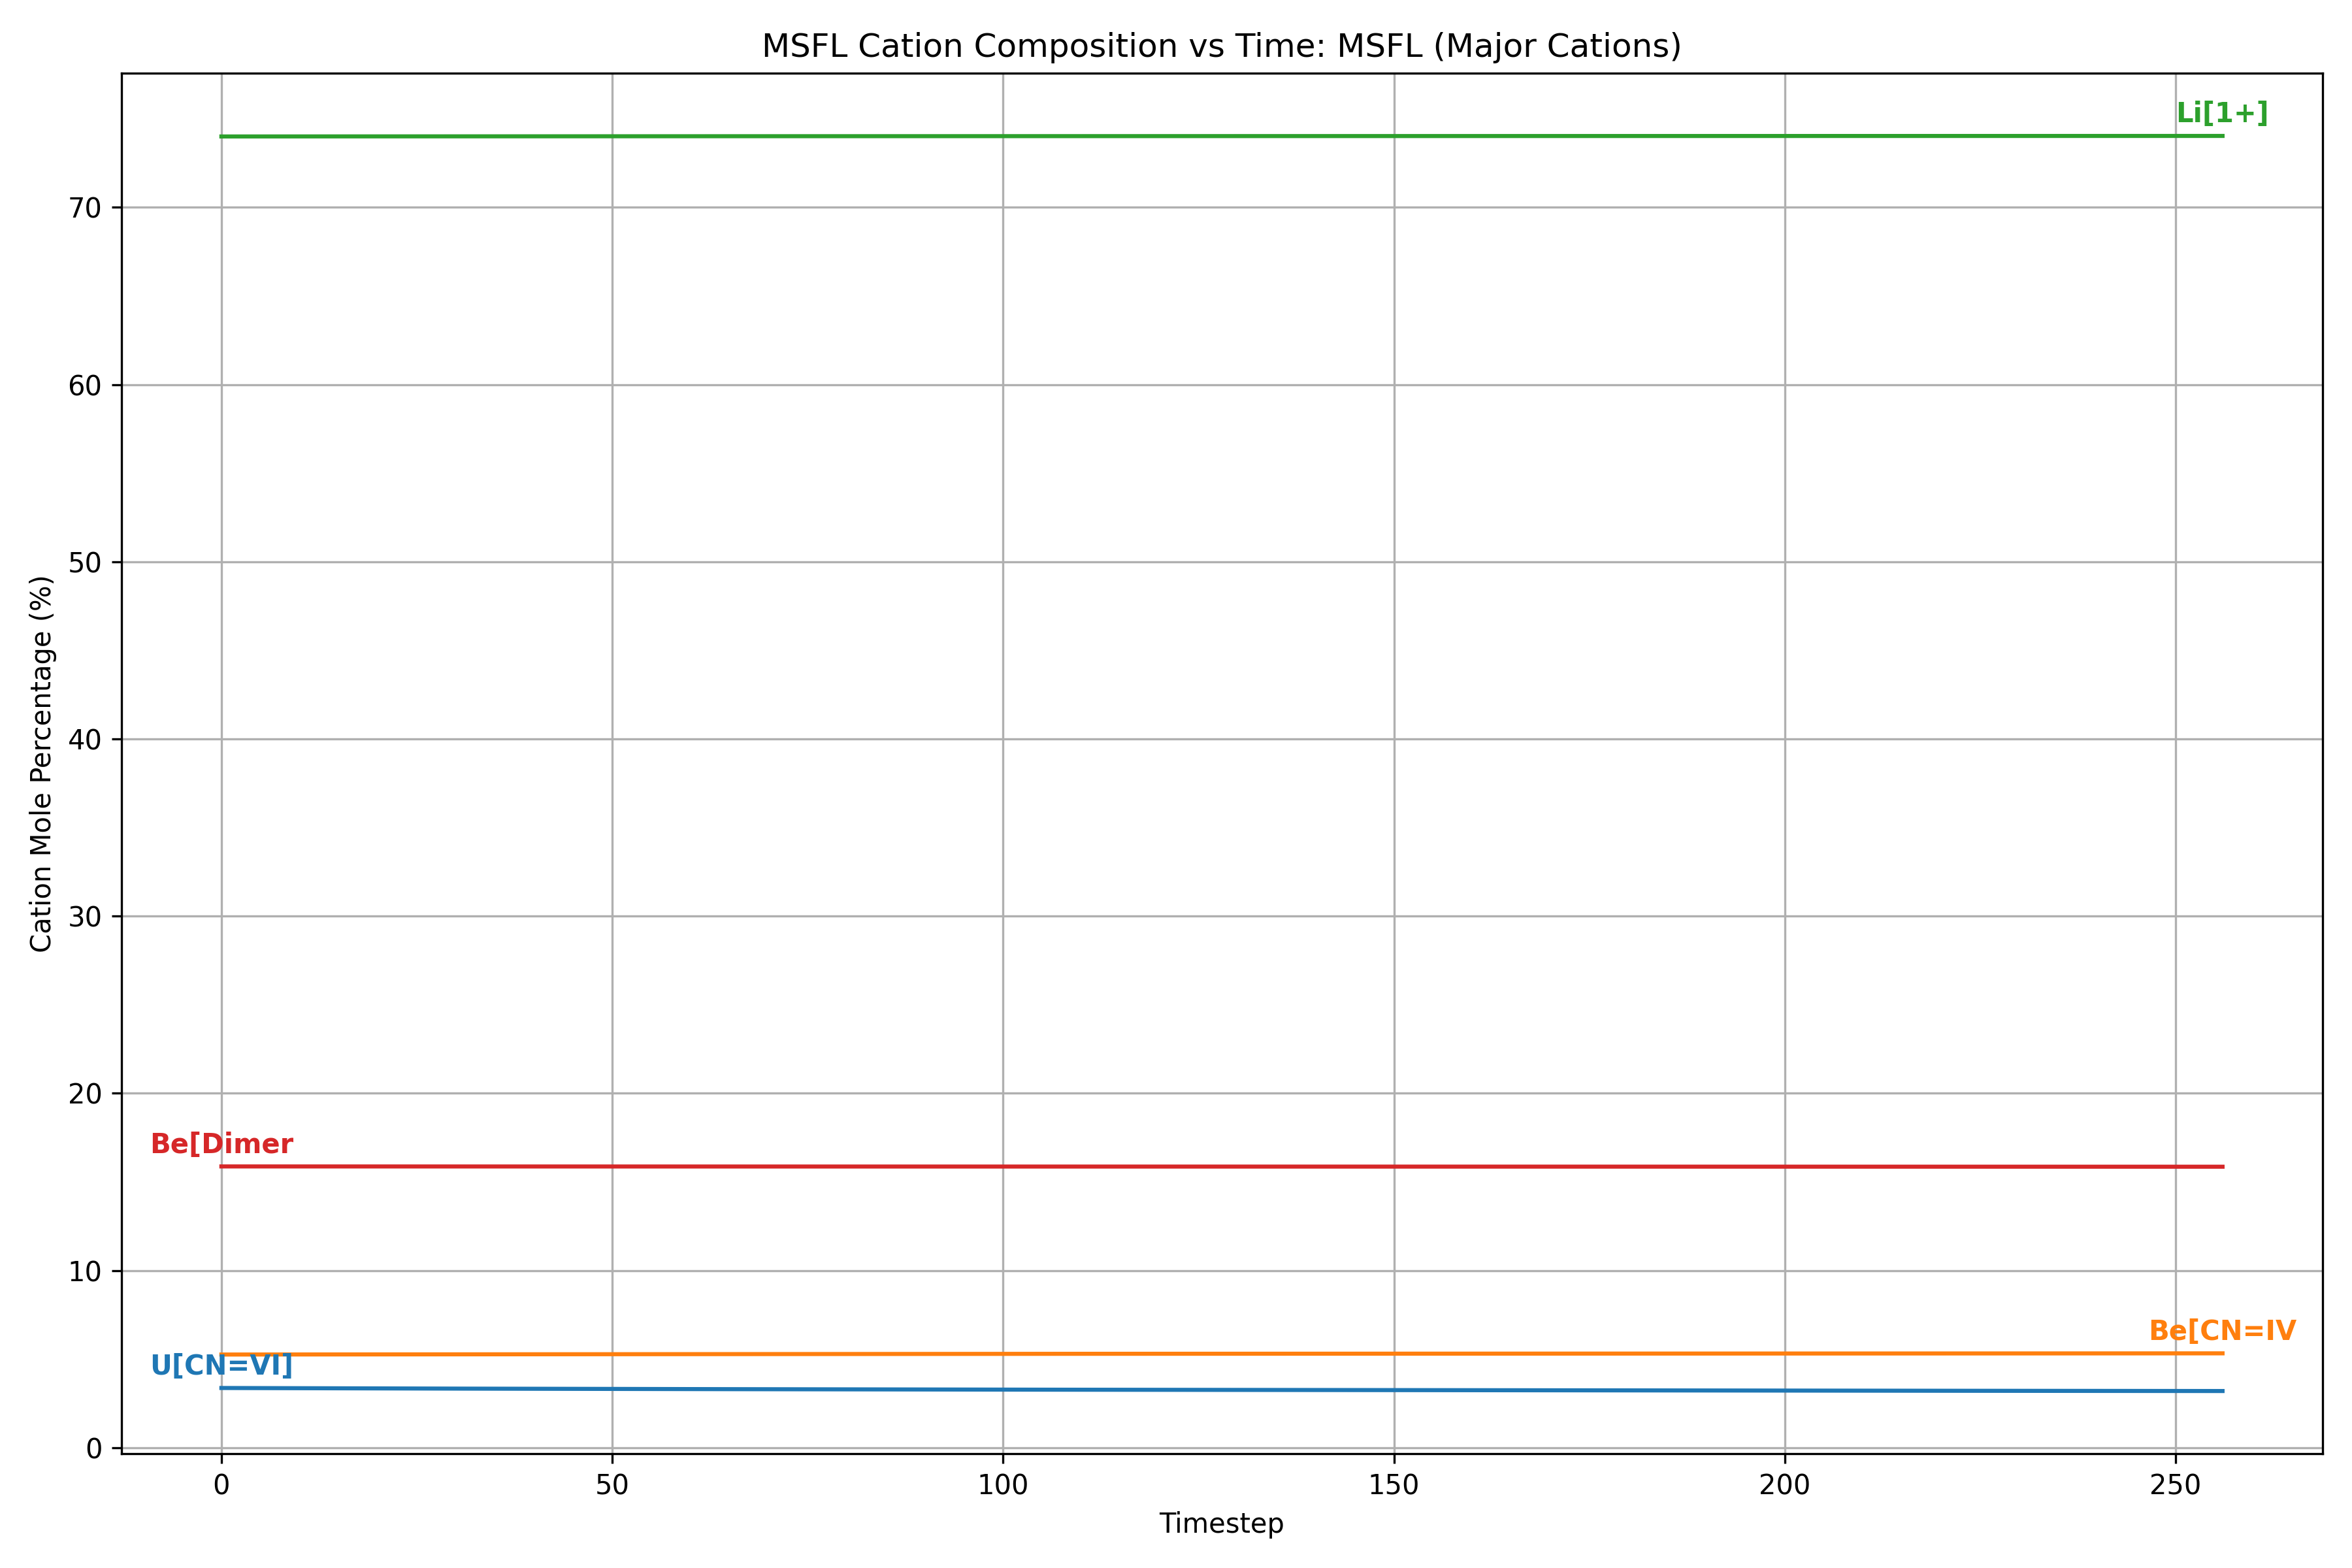 MSFL Cation Composition vs Time: MSFL (Major Cations)
Li[1+]
70
60
50
40
30
20
10
0
Cation Mole Percentage (%)
Be[Dimer
Be[CN=IV
U[CN=VI]
0 50 100 150 200 250
Timestep